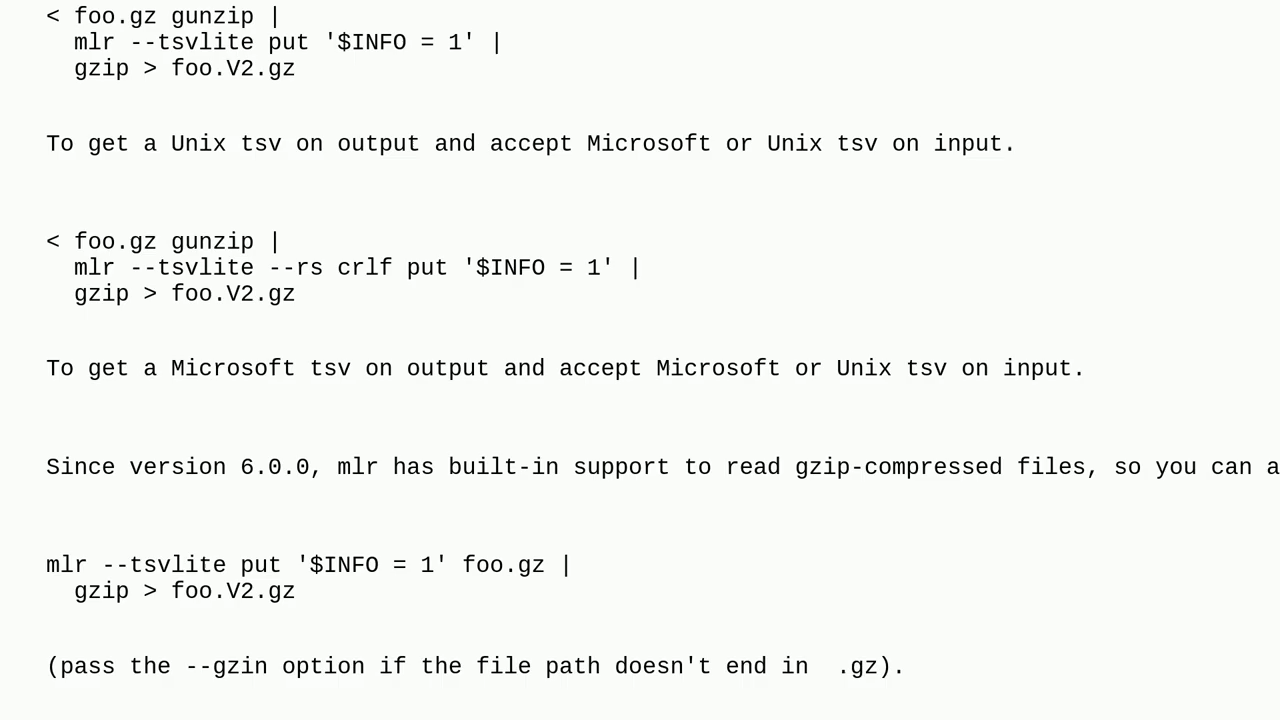 < foo.gz gunzip |
mlr --tsvlite put '$INFO = 1' |
gzip > foo.V2.gz
To get a Unix tsv on output and accept Microsoft or Unix tsv on input.
< foo.gz gunzip |
mlr --tsvlite --rs crlf put '$INFO = 1' |
gzip > foo.V2.gz
To get a Microsoft tsv on output and accept Microsoft or Unix tsv on input.
Since version 6.0.0, mlr has built-in support to read gzip-compressed files, so you can a
mlr --tsvlite put '$INFO = 1' foo.gz |
gzip > foo.V2.gz
(pass the --gzin option if the file path doesn't end in  .gz).